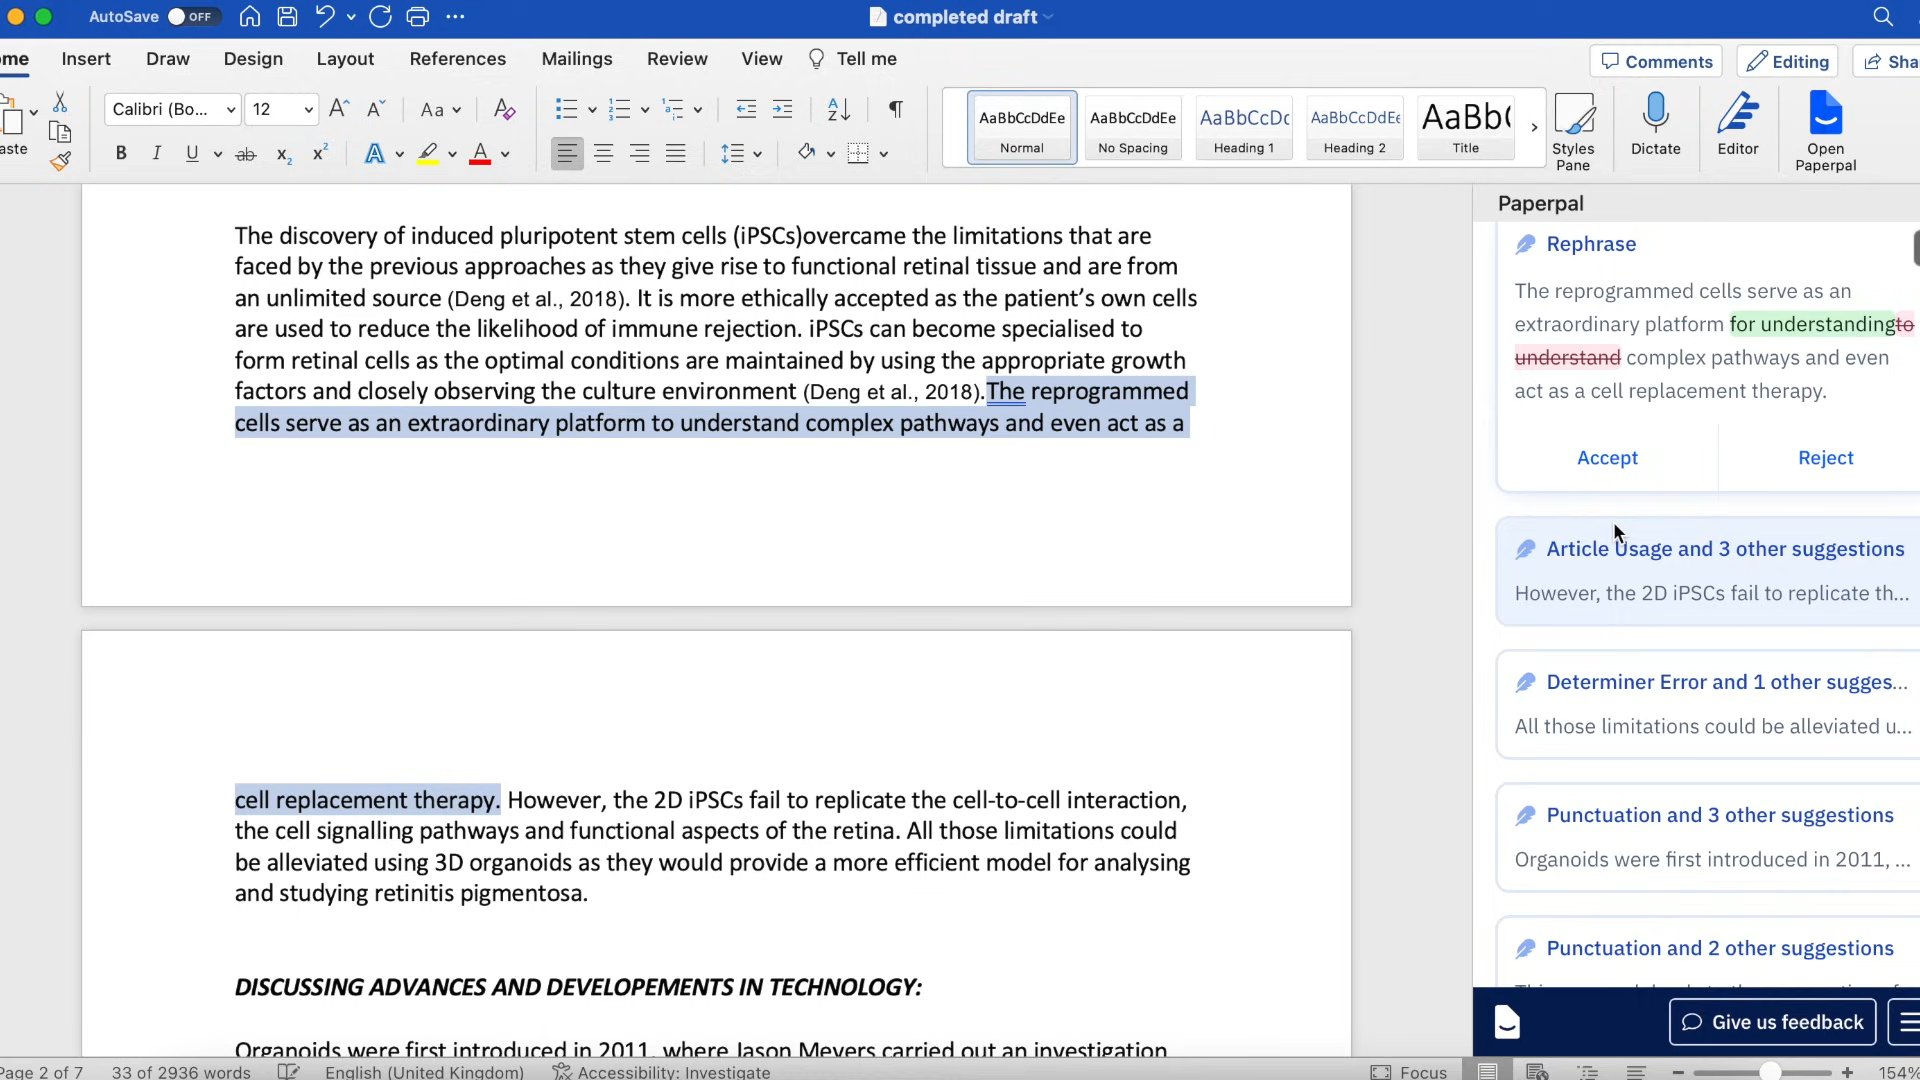 AutoSave OFF
completed draft
ome Insert Draw Design Layout References Mailings Review View Tell me
Comments Editing Sha
aste
Calibri (Bo... 12
AaBbCcDdEe AaBbCcDdEe AaBbCcDc AaBbCcDdEe AaBb(
Normal No Spacing Heading 1 Heading 2 Title
Styles Pane
Dictate
Editor
Open Paperpal
The discovery of induced pluripotent stem cells (iPSCs)overcame the limitations that are
faced by the previous approaches as they give rise to functional retinal tissue and are from
an unlimited source (Deng et al., 2018). It is more ethically accepted as the patient’s own cells
are used to reduce the likelihood of immune rejection. iPSCs can become specialised to
form retinal cells as the optimal conditions are maintained by using the appropriate growth
factors and closely observing the culture environment (Deng et al., 2018).The reprogrammed
cells serve as an extraordinary platform to understand complex pathways and even act as a
cell replacement therapy. However, the 2D iPSCs fail to replicate the cell-to-cell interaction,
the cell signalling pathways and functional aspects of the retina. All those limitations could
be alleviated using 3D organoids as they would provide a more efficient model for analysing
and studying retinitis pigmentosa.
DISCUSSING ADVANCES AND DEVELOPEMENTS IN TECHNOLOGY:
Organoids were first introduced in 2011, where Jason Meyers carried out an investigation
Paperpal
Rephrase
The reprogrammed cells serve as an
extraordinary platform for understandingto
understand complex pathways and even
act as a cell replacement therapy.
Accept Reject
Article Usage and 3 other suggestions
However, the 2D iPSCs fail to replicate th...
Determiner Error and 1 other sugges...
All those limitations could be alleviated u...
Punctuation and 3 other suggestions
Organoids were first introduced in 2011, ...
Punctuation and 2 other suggestions
Give us feedback
Page 2 of 7 33 of 2936 words English (United Kingdom) Accessibility: Investigate Focus 154%